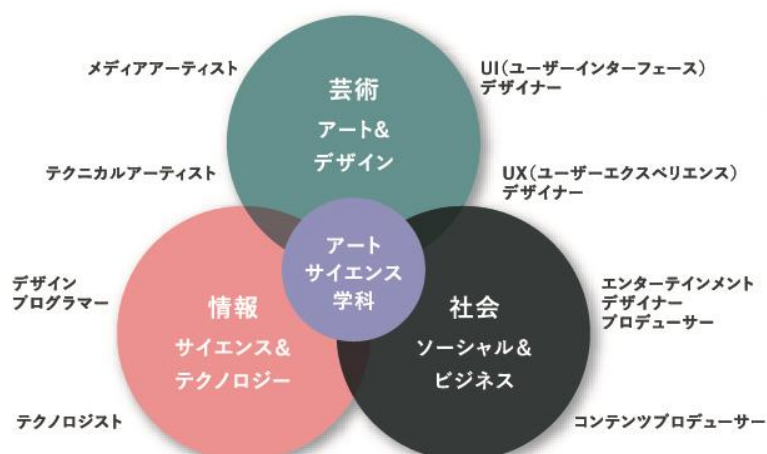 メディアアーティスト
UI(ユーザーインターフェース)
デザイナー
芸術
アート&
デザイン
テクニカルアーティスト
UX(ユーザーエクスペリエンス)
デザイナー
アート
サイエンス
学科
デザイン
プログラマー
情報
サイエンス&
テクノロジー
社会
ソーシャル&
ビジネス
エンターテインメント
デザイナー
プロデューサー
テクノロジスト
コンテンツプロデューサー